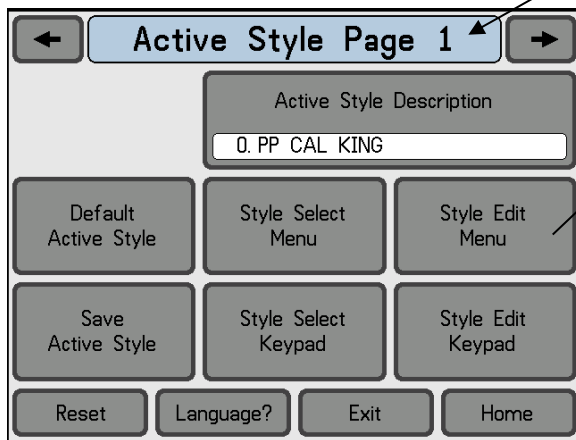 Active Style Page 1
Active Style Description
0. PP CAL KING
Default
Active Style
Style Select
Menu
Style Edit
Menu
Save
Active Style
Style Select
Keypad
Style Edit
Keypad
Reset
Language?
Exit
Home